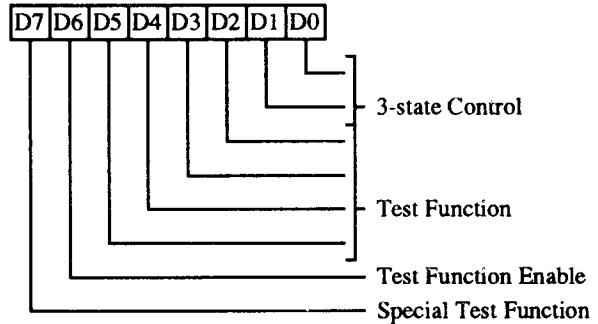 D7 D6 D5 D4 D3 D2 D1 D0
3-state Control
Test Function
Test Function Enable
Special Test Function